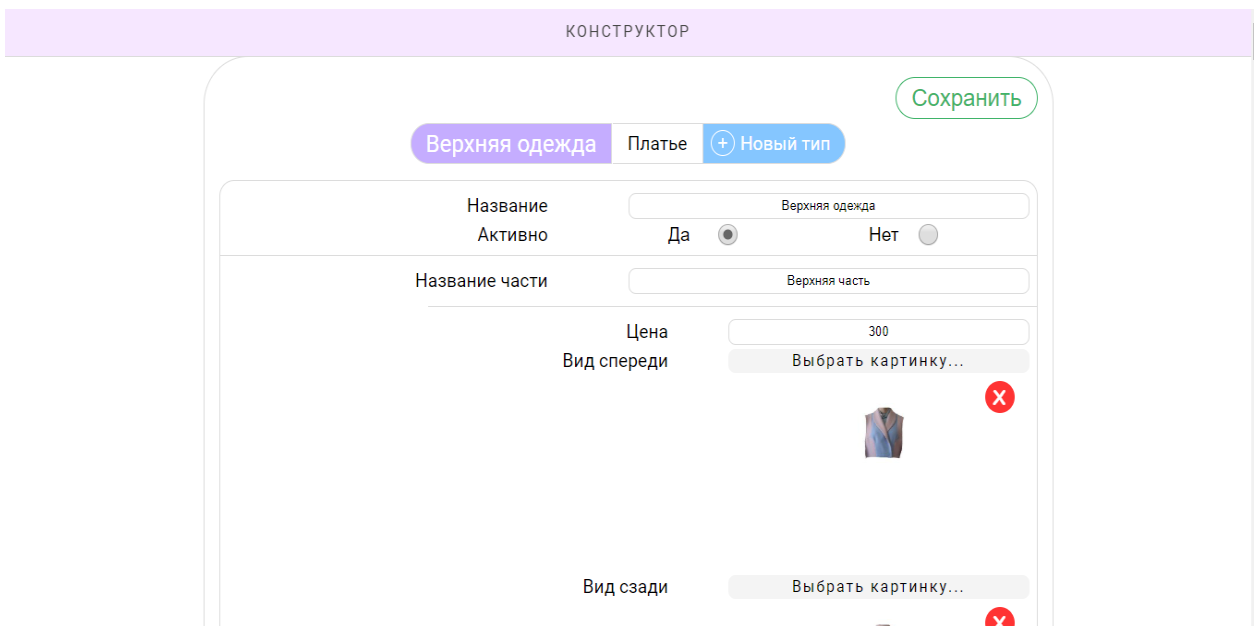 КОНСТРУКТОР
Сохранить
Верхняя одежда Платье + Новый тип
Название Верхняя одежда
Активно Да Нет
Название части Верхняя часть
Цена 300
Вид спереди Выбрать картинку...
X
Вид сзади Выбрать картинку...
X